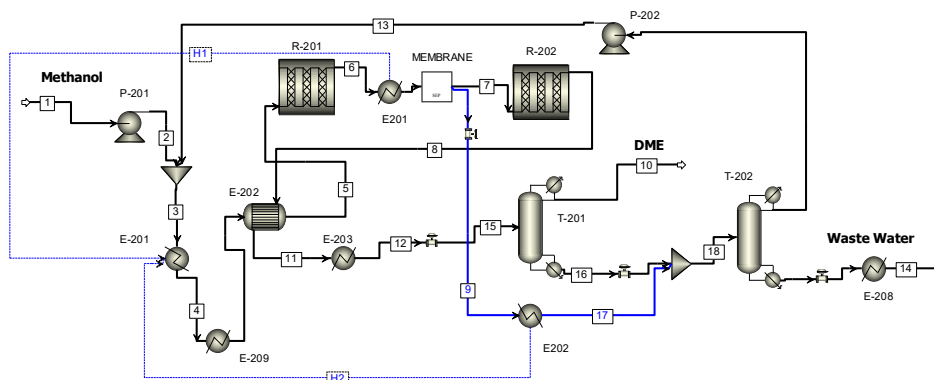 13
P-202
H1
R-201
R-202
MEMBRANE
6
Methanol
SEP
7
1
P-201
E201
2
8
DME
10
E-202
T-202
5
3
T-201
E-201
E-203
15
Waste Water
11
12
18
16
14
9
17
E-208
4
E-209
E202
H2